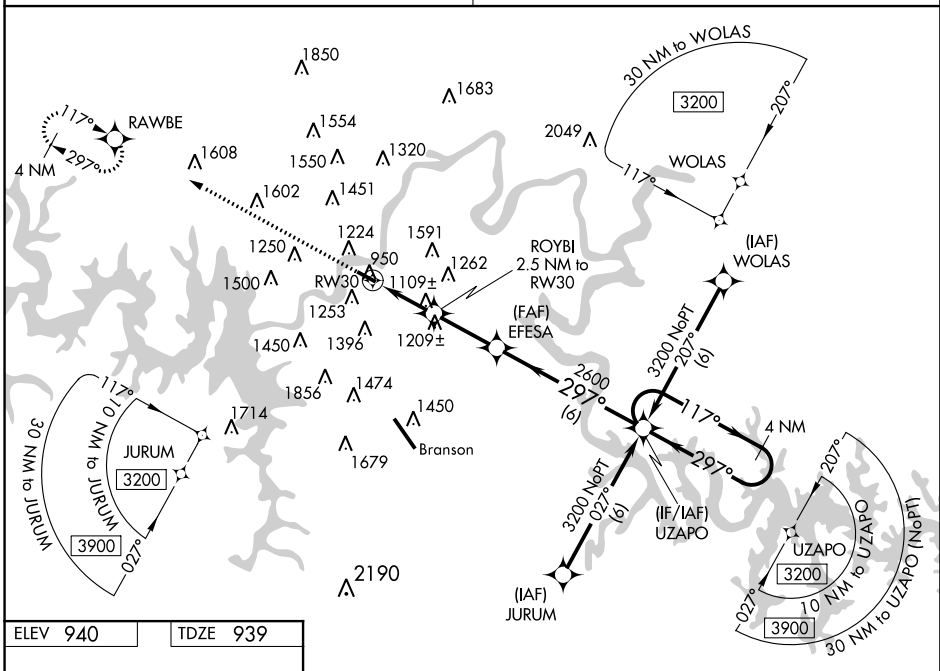 1850
1683
30 NM to WOLAS
3200
207°
117°
RAWBE
297°
4 NM
1554
1608
1550
1320
2049
1602
1451
WOLAS
117°
1224
1591
1250
950
ROYBI
2.5 NM to
RW30
(IAF)
WOLAS
1500
RW30
1109±
1262
1253
(FAF)
EFESA
1450
1396
1209±
3200 NoPT
207°
(6)
2600
297°
(6)
1856
1474
117°
4 NM
117°
1714
1450
Branson
297°
207°
30 NM to JURUM
10 NM to JURUM
JURUM
3200
1679
3200 NoPT
027°
(6)
(IF/IAF)
UZAPO
3900
027°
UZAPO
3200
10 NM to UZAPO
30 NM to UZAPO (NoPT)
2190
(IAF)
JURUM
027°
3900
ELEV 940
TDZE 939